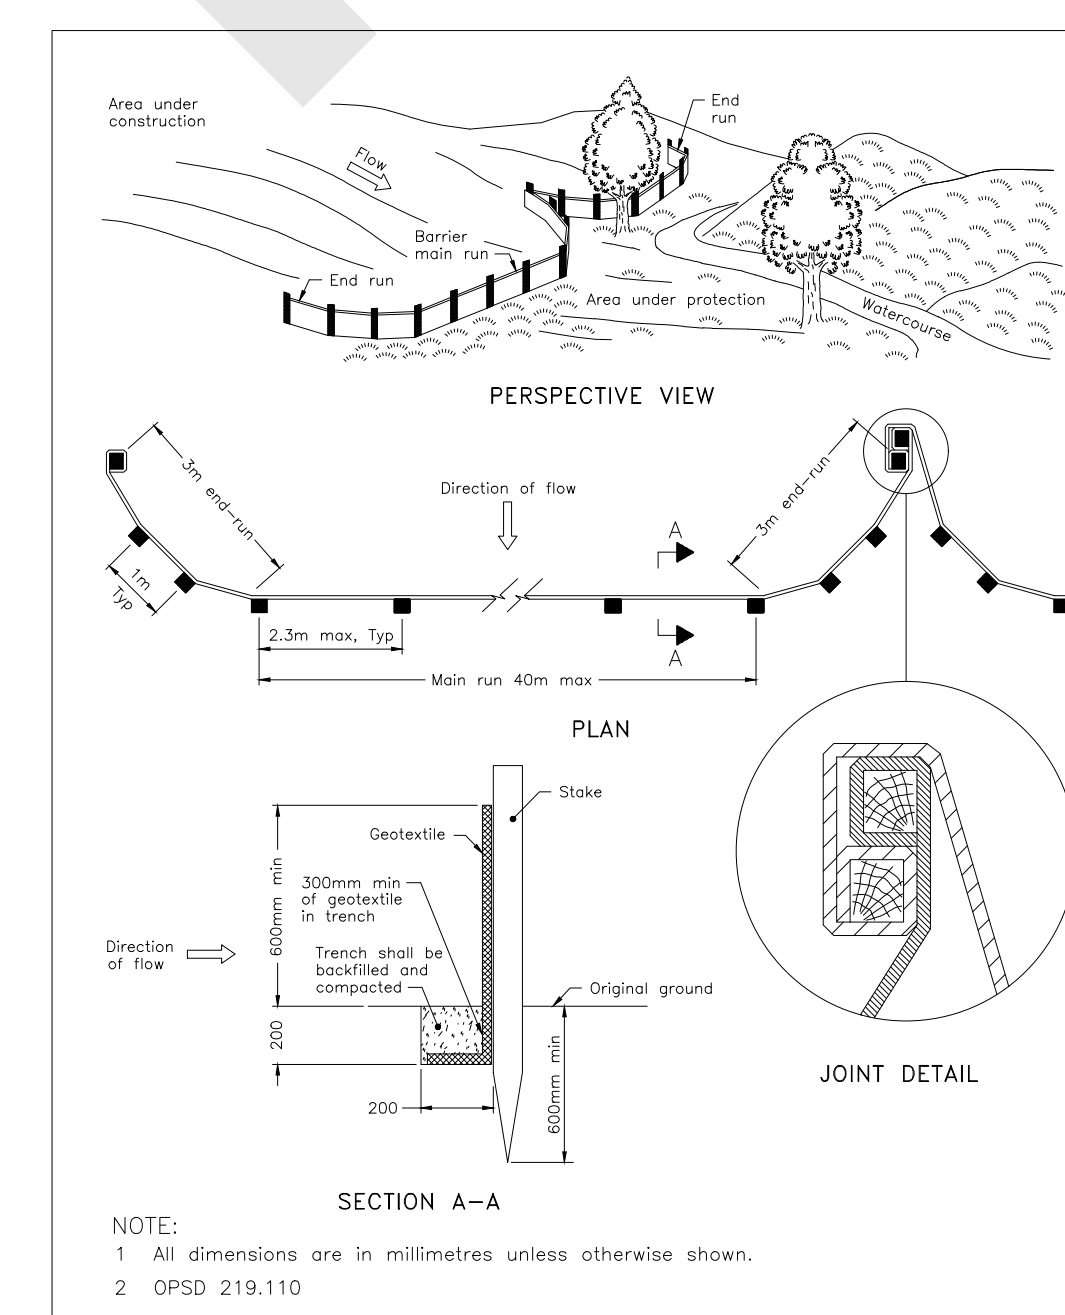 Area under
construction
End
run
Flow
Barrier
main run
End run
Area under protection
Watercourse
PERSPECTIVE VIEW
3m end-run
Direction of flow
3m end-run
A
1m
Typ
2.3m max, Typ
A
Main run 40m max
PLAN
Stake
Geotextile
600mm min
300mm min
of geotextile
in trench
Direction
of flow
Trench shall be
backfilled and
compacted
Original ground
200
600mm min
200
JOINT DETAIL
SECTION A-A
NOTE:
1 All dimensions are in millimetres unless otherwise shown.
2 OPSD 219.110